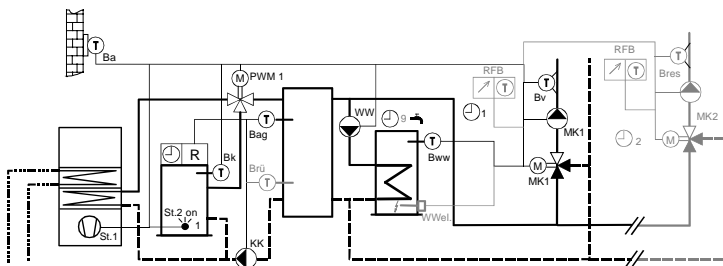 T
Ba
M
PWM 1
T
Bag
R
T
Bk
Brü
T
St.2 on
1
St.1
KK
WW
9
T
Bww
WWel.
RFB
T
1
T
Bv
MK1
M
MK1
RFB
T
T
Bres
MK2
2
M